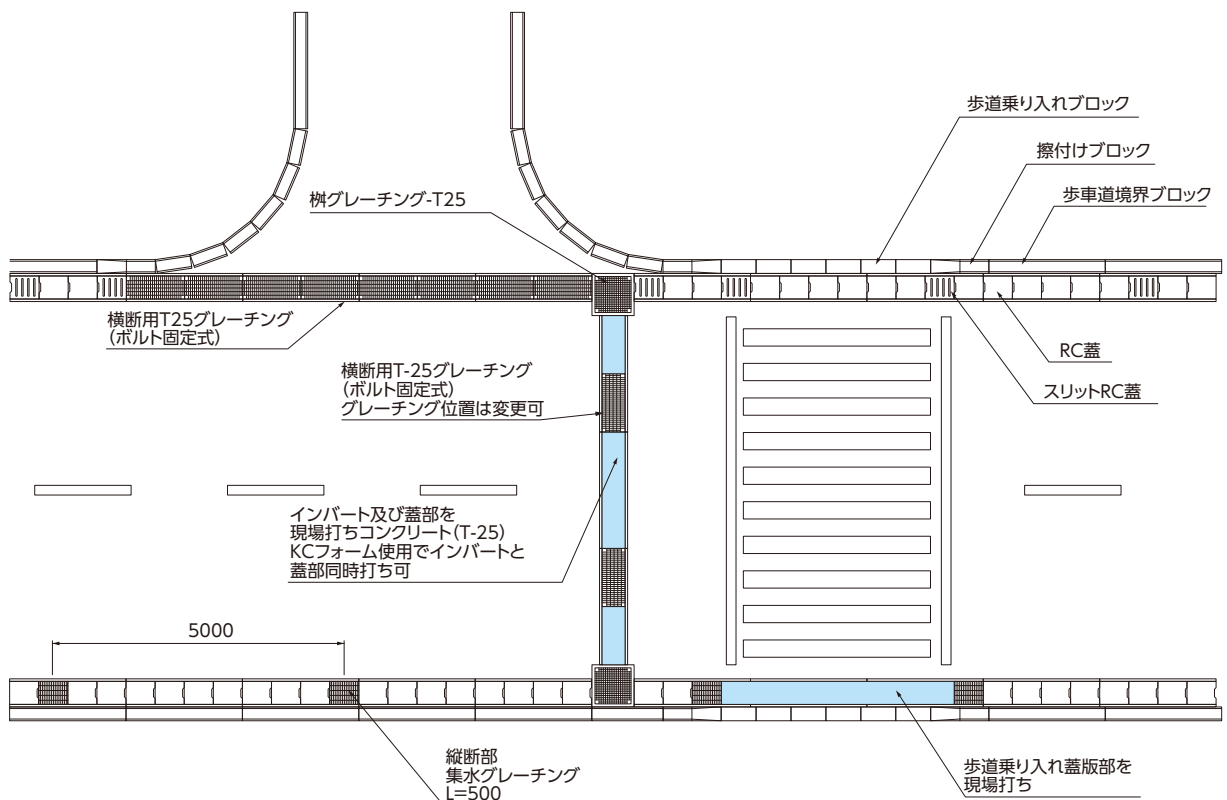 歩道乗り入れブロック
擦付けブロック
歩車道境界ブロック
桝グレーチング-T25
横断用T25グレーチング
(ボルト固定式)
横断用T-25グレーチング
(ボルト固定式)
グレーチング位置は変更可
RC蓋
スリットRC蓋
インバート及び蓋部を
現場打ちコンクリート(T-25)
KCフォーム使用でインバートと
蓋部同時打ち可
5000
縦断部
集水グレーチング
L=500
歩道乗り入れ蓋版部を
現場打ち